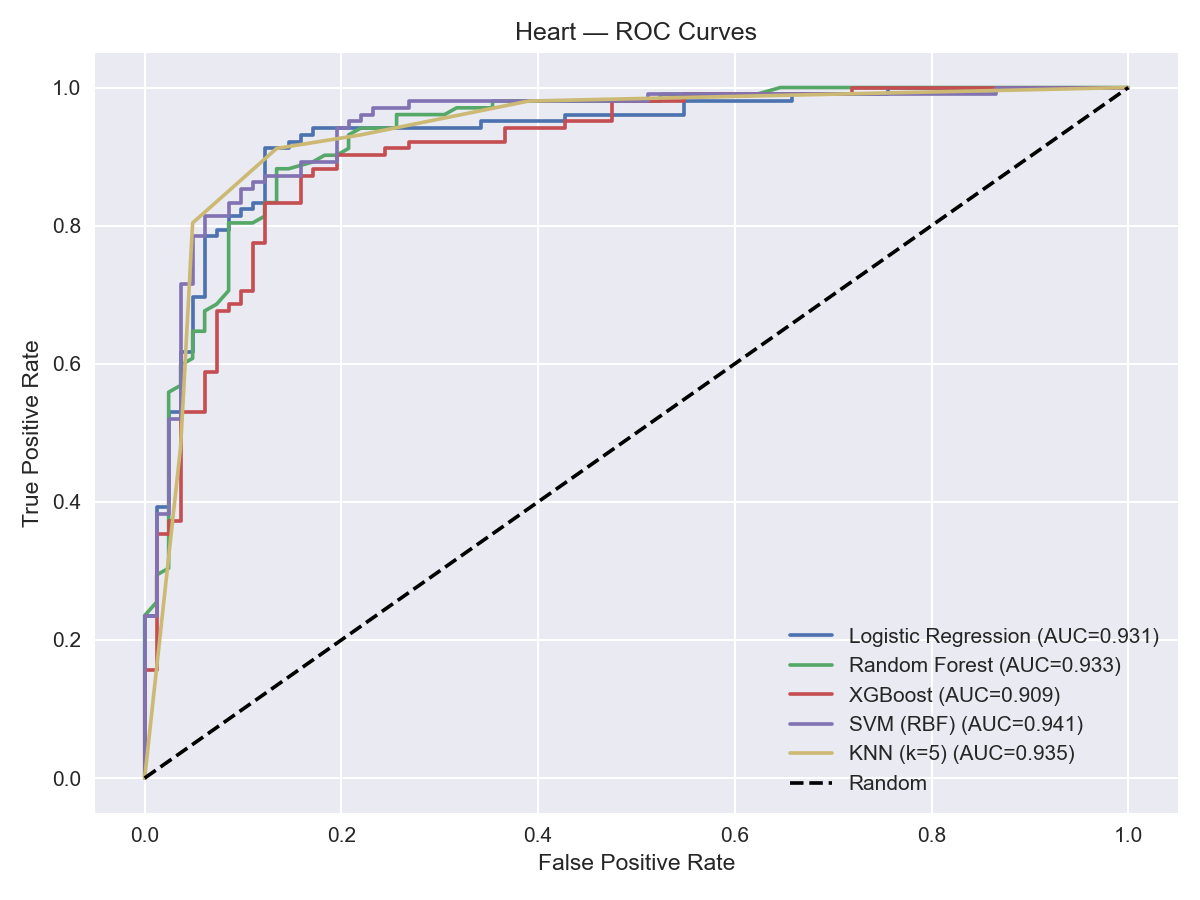 Heart — ROC Curves
True Positive Rate
1.0
0.8
0.6
0.4
0.2
0.0
Logistic Regression (AUC=0.931)
Random Forest (AUC=0.933)
XGBoost (AUC=0.909)
SVM (RBF) (AUC=0.941)
KNN (k=5) (AUC=0.935)
Random
0.0 0.2 0.4 0.6 0.8 1.0
False Positive Rate